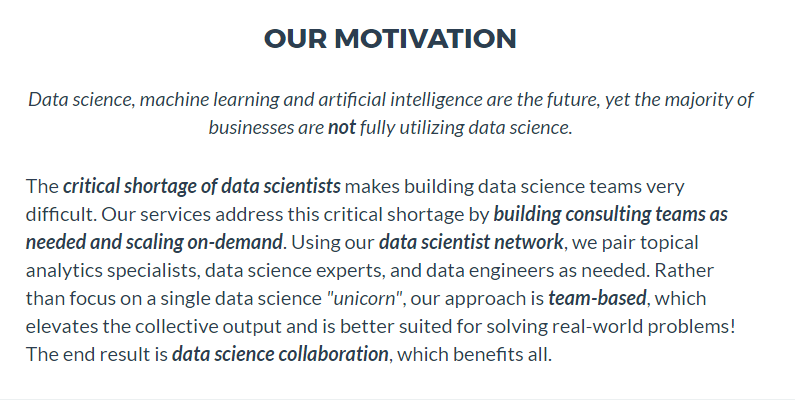 OUR MOTIVATION
Data science, machine learning and artificial intelligence are the future, yet the majority of
businesses are not fully utilizing data science.
The critical shortage of data scientists makes building data science teams very
difficult. Our services address this critical shortage by building consulting teams as
needed and scaling on-demand. Using our data scientist network, we pair topical
analytics specialists, data science experts, and data engineers as needed. Rather
than focus on a single data science "unicorn", our approach is team-based, which
elevates the collective output and is better suited for solving real-world problems!
The end result is data science collaboration, which benefits all.